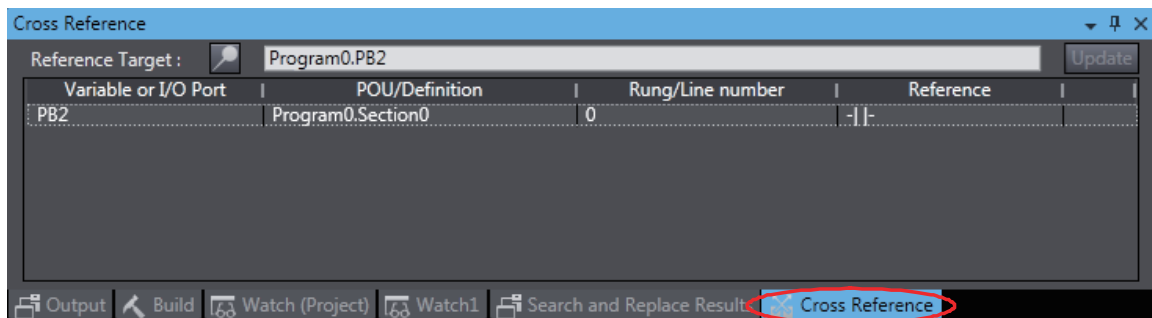 Cross Reference
Reference Target : Program0.PB2 Update
Variable or I/O Port POU/Definition Rung/Line number Reference
PB2 Program0.Section0 0 -| |-
Output Build Watch (Project) Watch1 Search and Replace Results Cross Reference